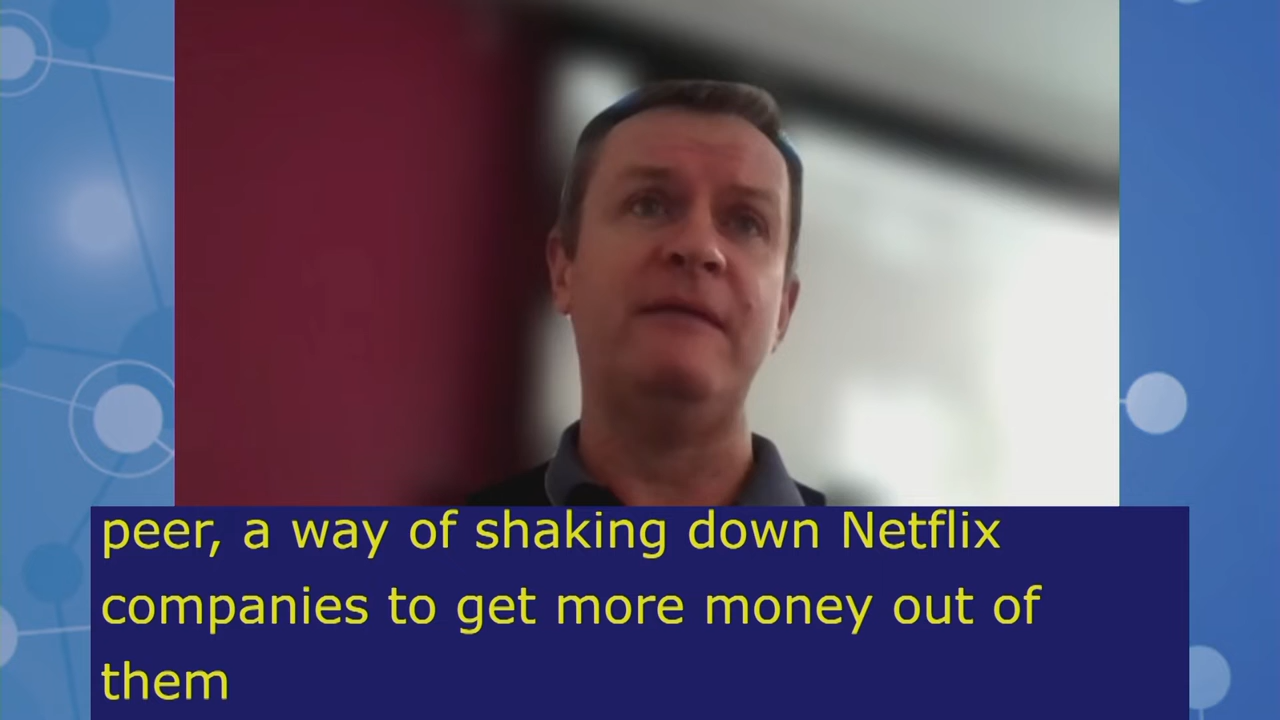 peer, a way of shaking down Netflix
companies to get more money out of
them